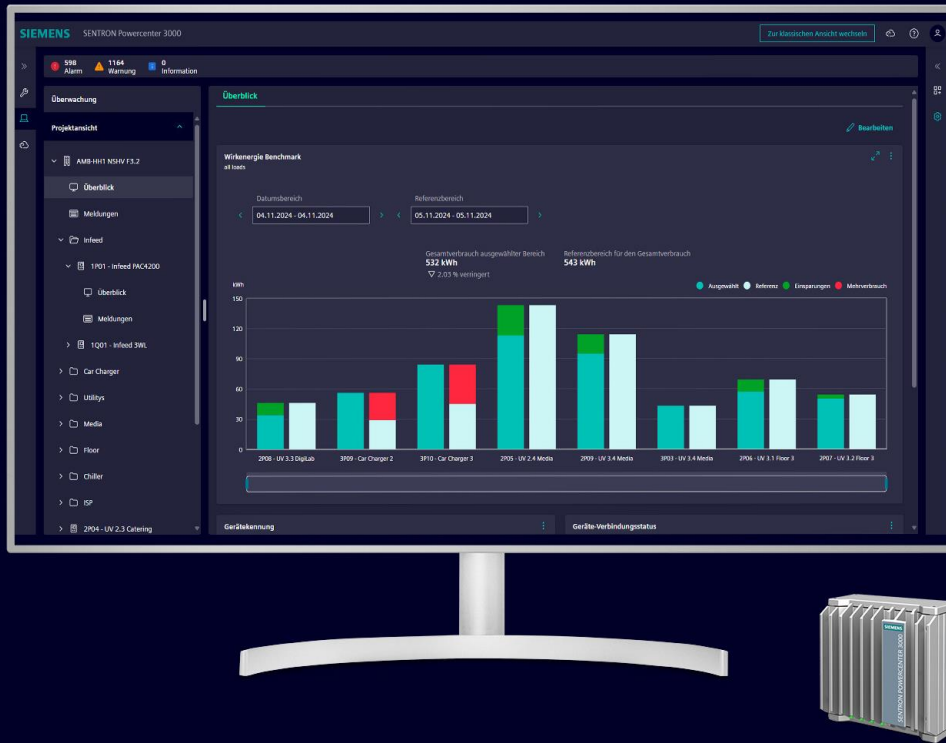 SIEMENS SENTRON Powercenter 3000
Zur klassischen Ansicht wechseln
598 Alarm
1164 Warnung
0 Information
Überwachung
Projektansicht
AMB-HH1 NSHV F3.2
Überblick
Meldungen
Infeed
1P01 - Infeed PAC4200
Überblick
Meldungen
1Q01 - Infeed 3WL
Car Charger
Utilitys
Media
Floor
Chiller
ISP
2P04 - UV 2.3 Catering
Überblick
Bearbeiten
Wirkenergie Benchmark
all loads
Datumsbereich
04.11.2024 - 04.11.2024
Referenzbereich
05.11.2024 - 05.11.2024
Gesamtverbrauch ausgewählter Bereich
532 kWh
2,03 % verringert
Referenzbereich für den Gesamtverbrauch
543 kWh
Ausgewählt Referenz Einsparungen Mehrverbrauch
kWh
150
120
90
60
30
0
2P08 - UV 3.3 DigiLab
3P09 - Car Charger 2
3P10 - Car Charger 3
2P05 - UV 2.4 Media
2P09 - UV 3.4 Media
3P03 - UV 3.4 Media
2P06 - UV 3.1 Floor 3
2P07 - UV 3.2 Floor 3
Gerätekennung
Geräte-Verbindungsstatus
SIEMENS
SENTRON POWERCENTER 3000